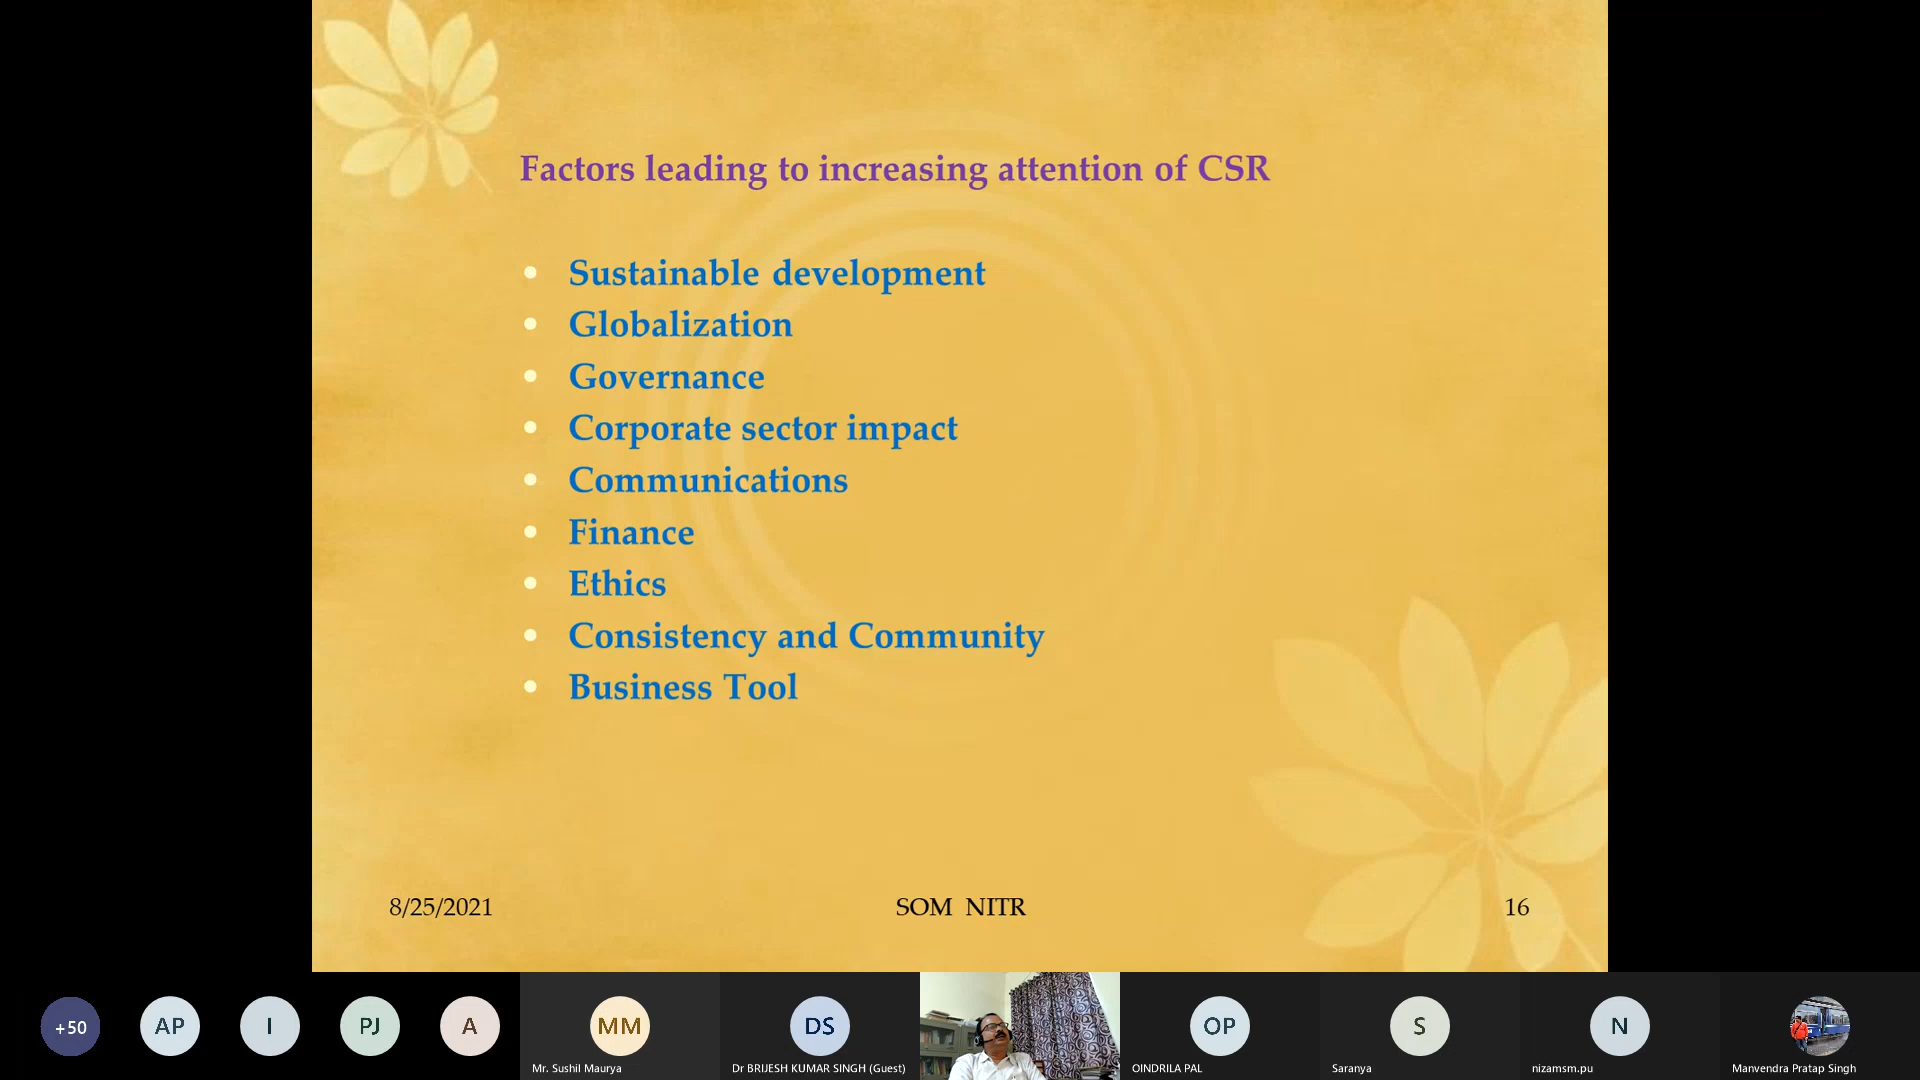 Factors leading to increasing attention of CSR
Sustainable development
Globalization
Governance
Corporate sector impact
Communications
Finance
Ethics
Consistency and Community
Business Tool
8/25/2021
SOM NITR
16
+50
AP
I
PJ
A
MM
DS
OP
S
N
Mr. Sushil Maurya
Dr BRIJESH KUMAR SINGH (Guest)
OINDRILA PAL
Saranya
nizamsm.pu
Manvendra Pratap Singh